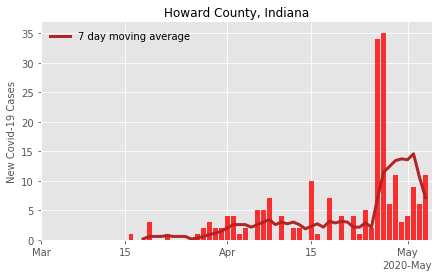 Howard County, Indiana
7 day moving average
New Covid-19 Cases
35
30
25
20
15
10
5
0
Mar
15
Apr
15
May
2020-May